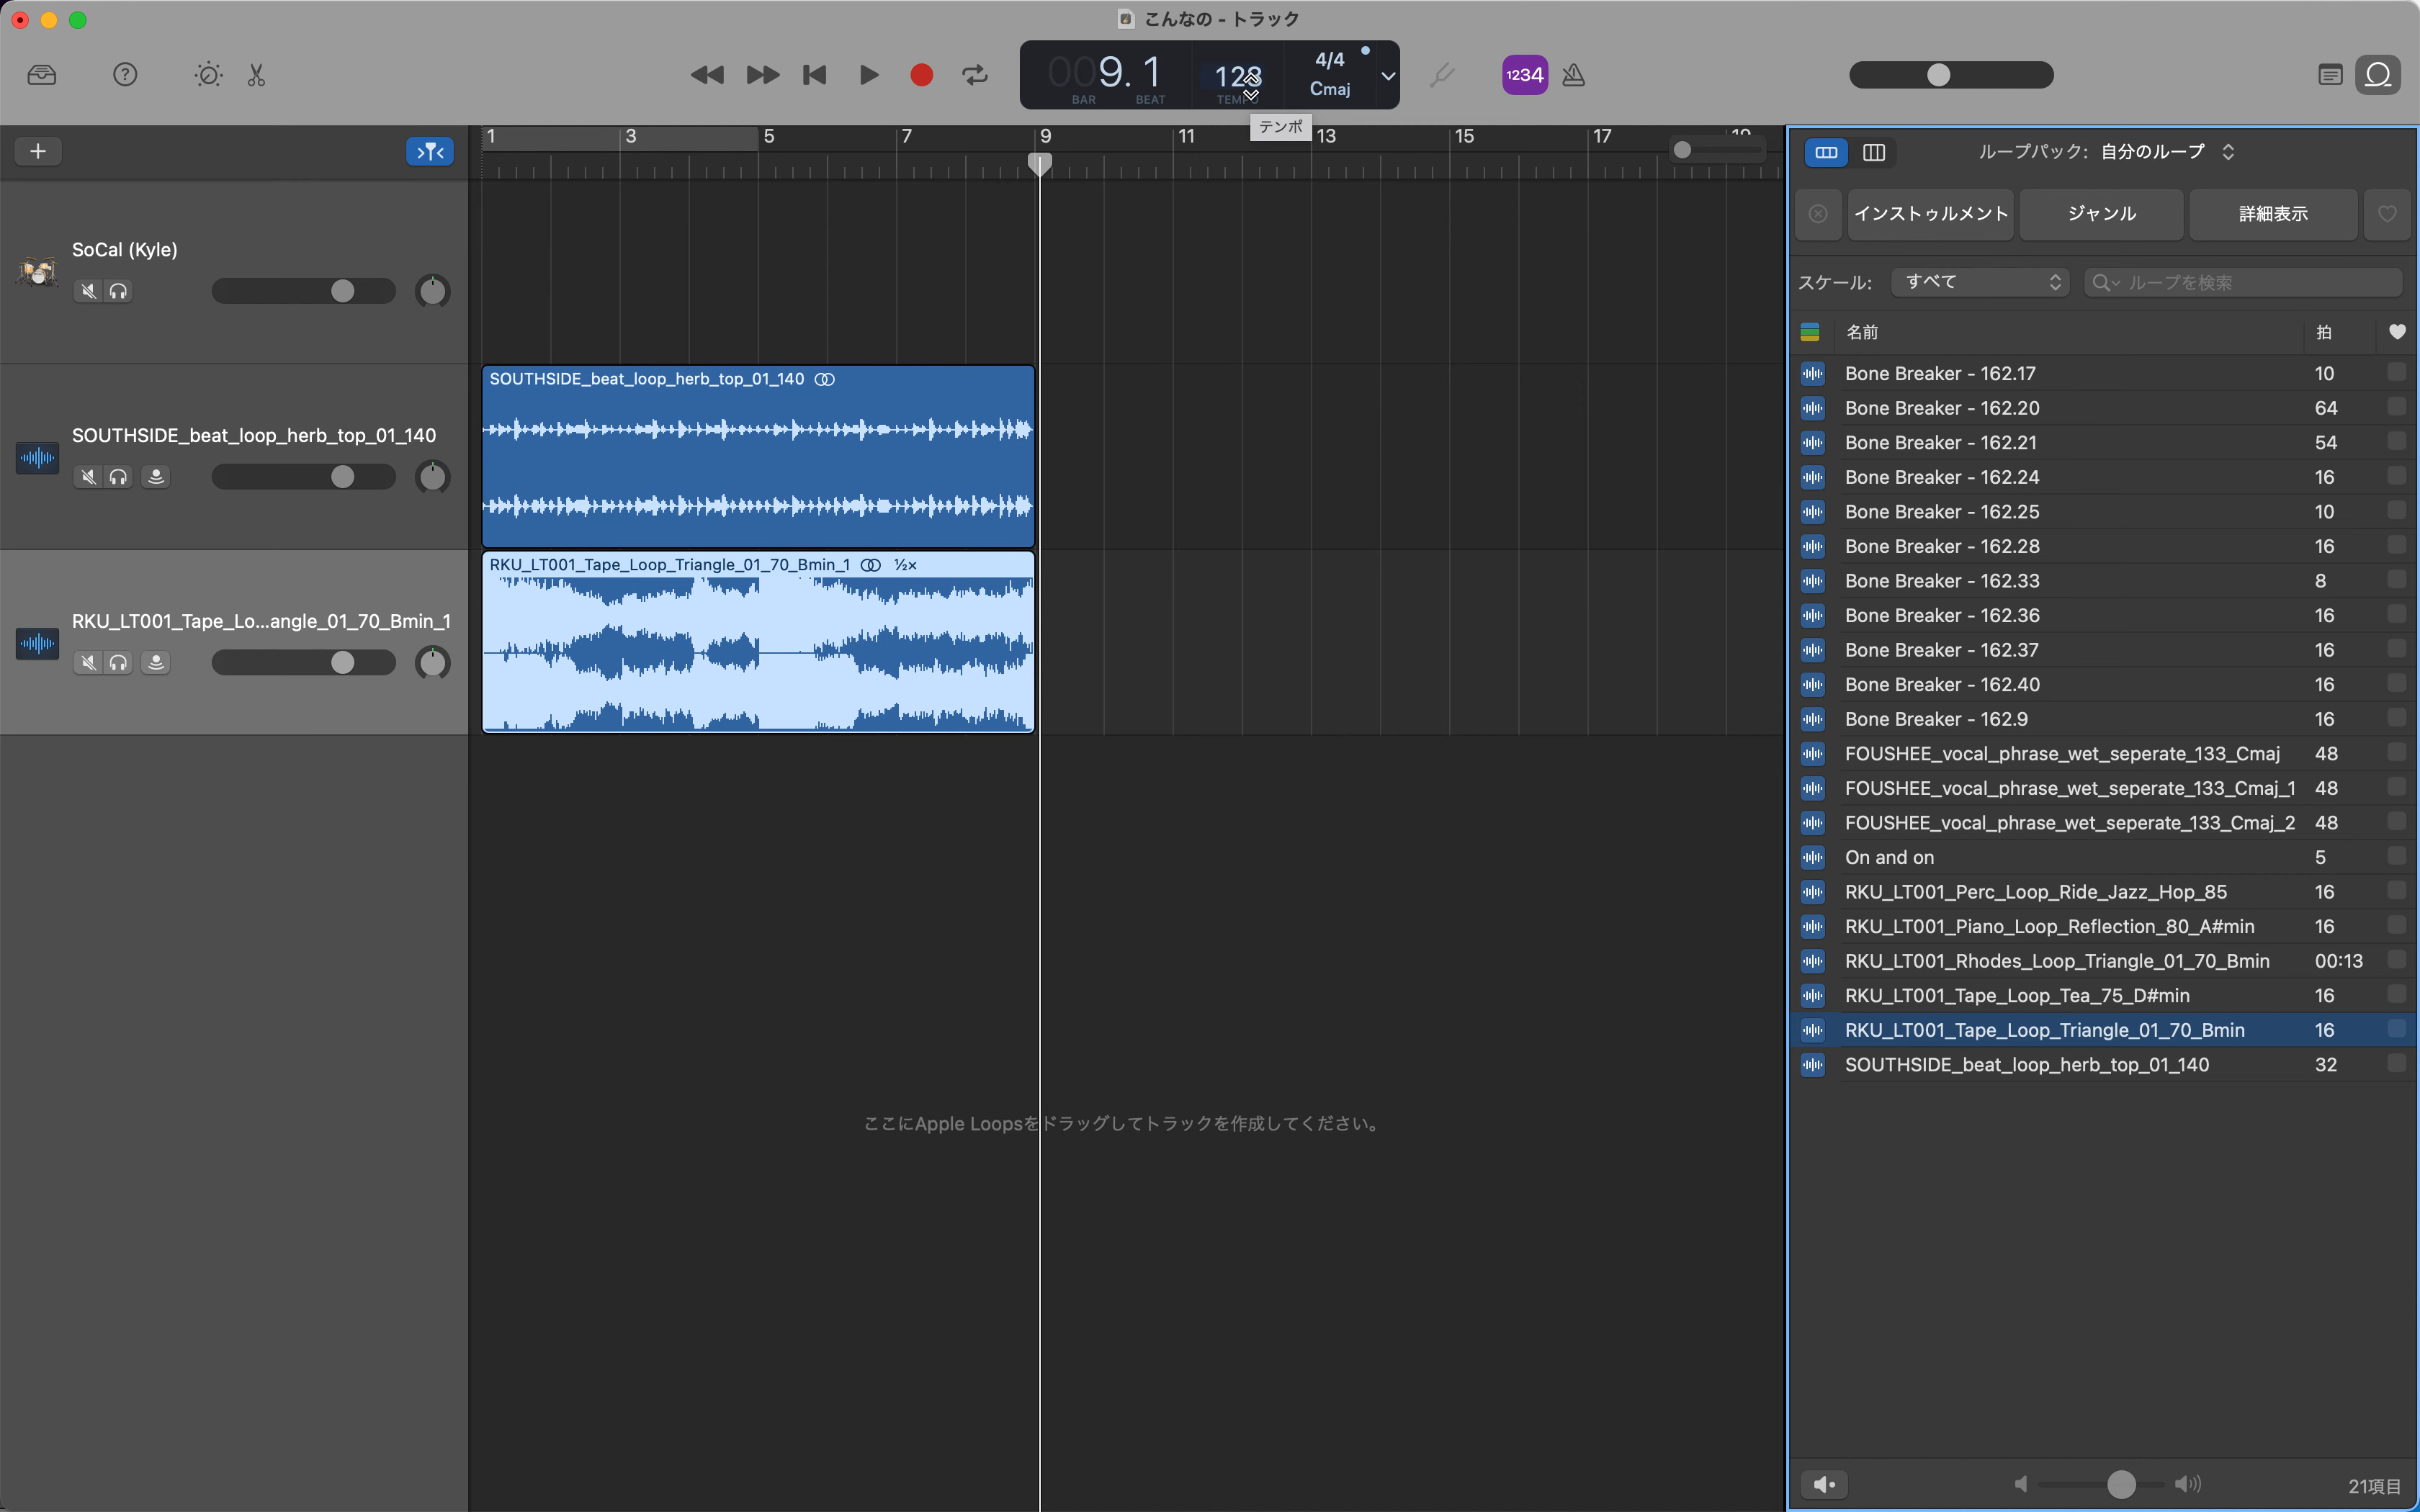 こんなの - トラック
009. 1
BAR BEAT
128
TEMPO
4/4
Cmaj
1234
テンポ
1 3 5 7 9 11 13 15 17 19
SoCal (Kyle)
SOUTHSIDE_beat_loop_herb_top_01_140
RKU_LT001_Tape_Lo...angle_01_70_Bmin_1
SOUTHSIDE_beat_loop_herb_top_01_140
RKU_LT001_Tape_Loop_Triangle_01_70_Bmin_1 ½×
ここにApple Loopsをドラッグしてトラックを作成してください。
ループパック: 自分のループ
インストゥルメント ジャンル 詳細表示
スケール: すべて ループを検索
名前 拍
Bone Breaker - 162.17 10
Bone Breaker - 162.20 64
Bone Breaker - 162.21 54
Bone Breaker - 162.24 16
Bone Breaker - 162.25 10
Bone Breaker - 162.28 16
Bone Breaker - 162.33 8
Bone Breaker - 162.36 16
Bone Breaker - 162.37 16
Bone Breaker - 162.40 16
Bone Breaker - 162.9 16
FOUSHEE_vocal_phrase_wet_seperate_133_Cmaj 48
FOUSHEE_vocal_phrase_wet_seperate_133_Cmaj_1 48
FOUSHEE_vocal_phrase_wet_seperate_133_Cmaj_2 48
On and on 5
RKU_LT001_Perc_Loop_Ride_Jazz_Hop_85 16
RKU_LT001_Piano_Loop_Reflection_80_A#min 16
RKU_LT001_Rhodes_Loop_Triangle_01_70_Bmin 00:13
RKU_LT001_Tape_Loop_Tea_75_D#min 16
RKU_LT001_Tape_Loop_Triangle_01_70_Bmin 16
SOUTHSIDE_beat_loop_herb_top_01_140 32
21項目